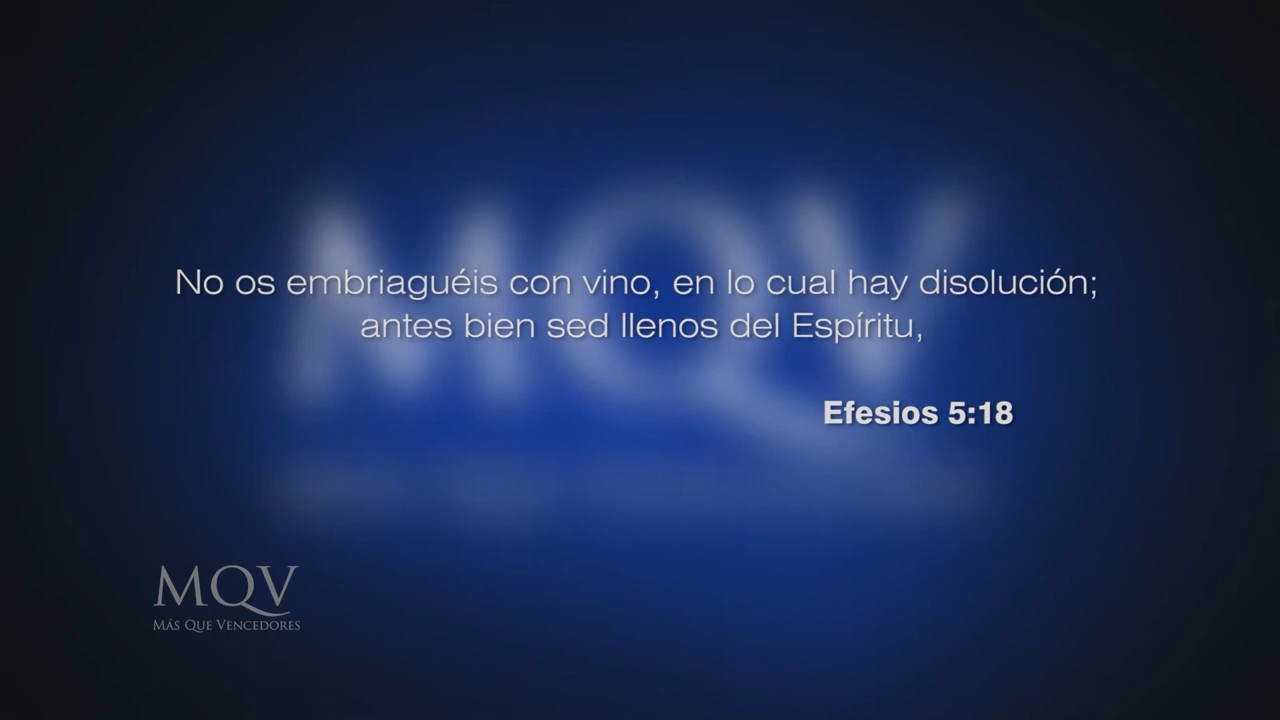 No os embriaguéis con vino, en lo cual hay disolución;
antes bien sed llenos del Espíritu,
Efesios 5:18
MQV
MÁS QUE VENCEDORES